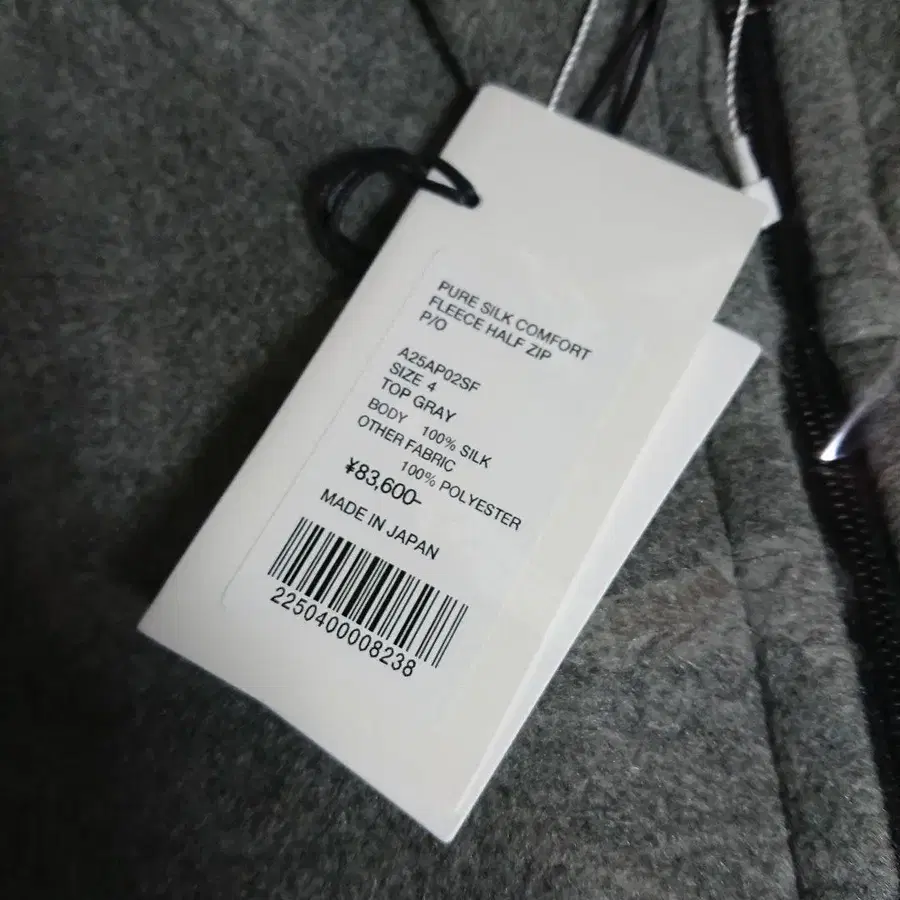 PURE SILK COMFORT
FLEECE HALF ZIP
P/O
A25AP02SF
SIZE 4
TOP GRAY
BODY 100% SILK
OTHER FABRIC
100% POLYESTER
¥83,600-
MADE IN JAPAN
2250400008238